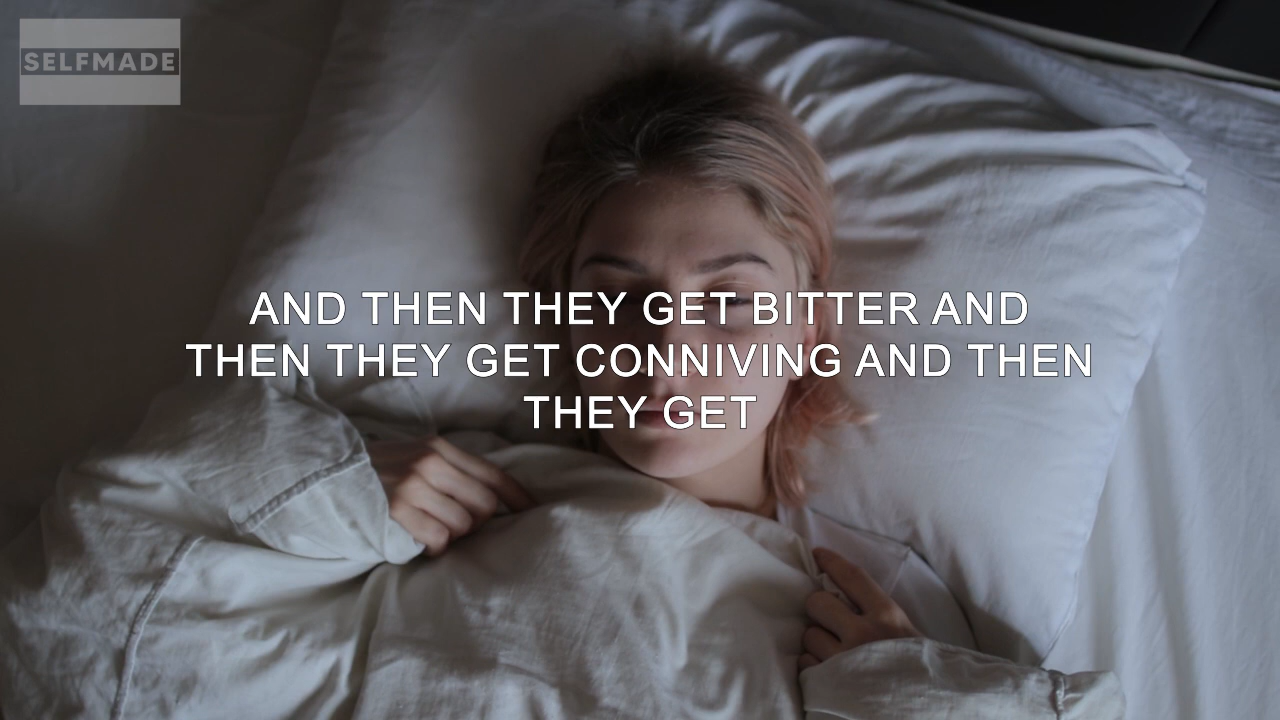 SELFMADE
AND THEN THEY GET BITTER AND
THEN THEY GET CONNIVING AND THEN
THEY GET